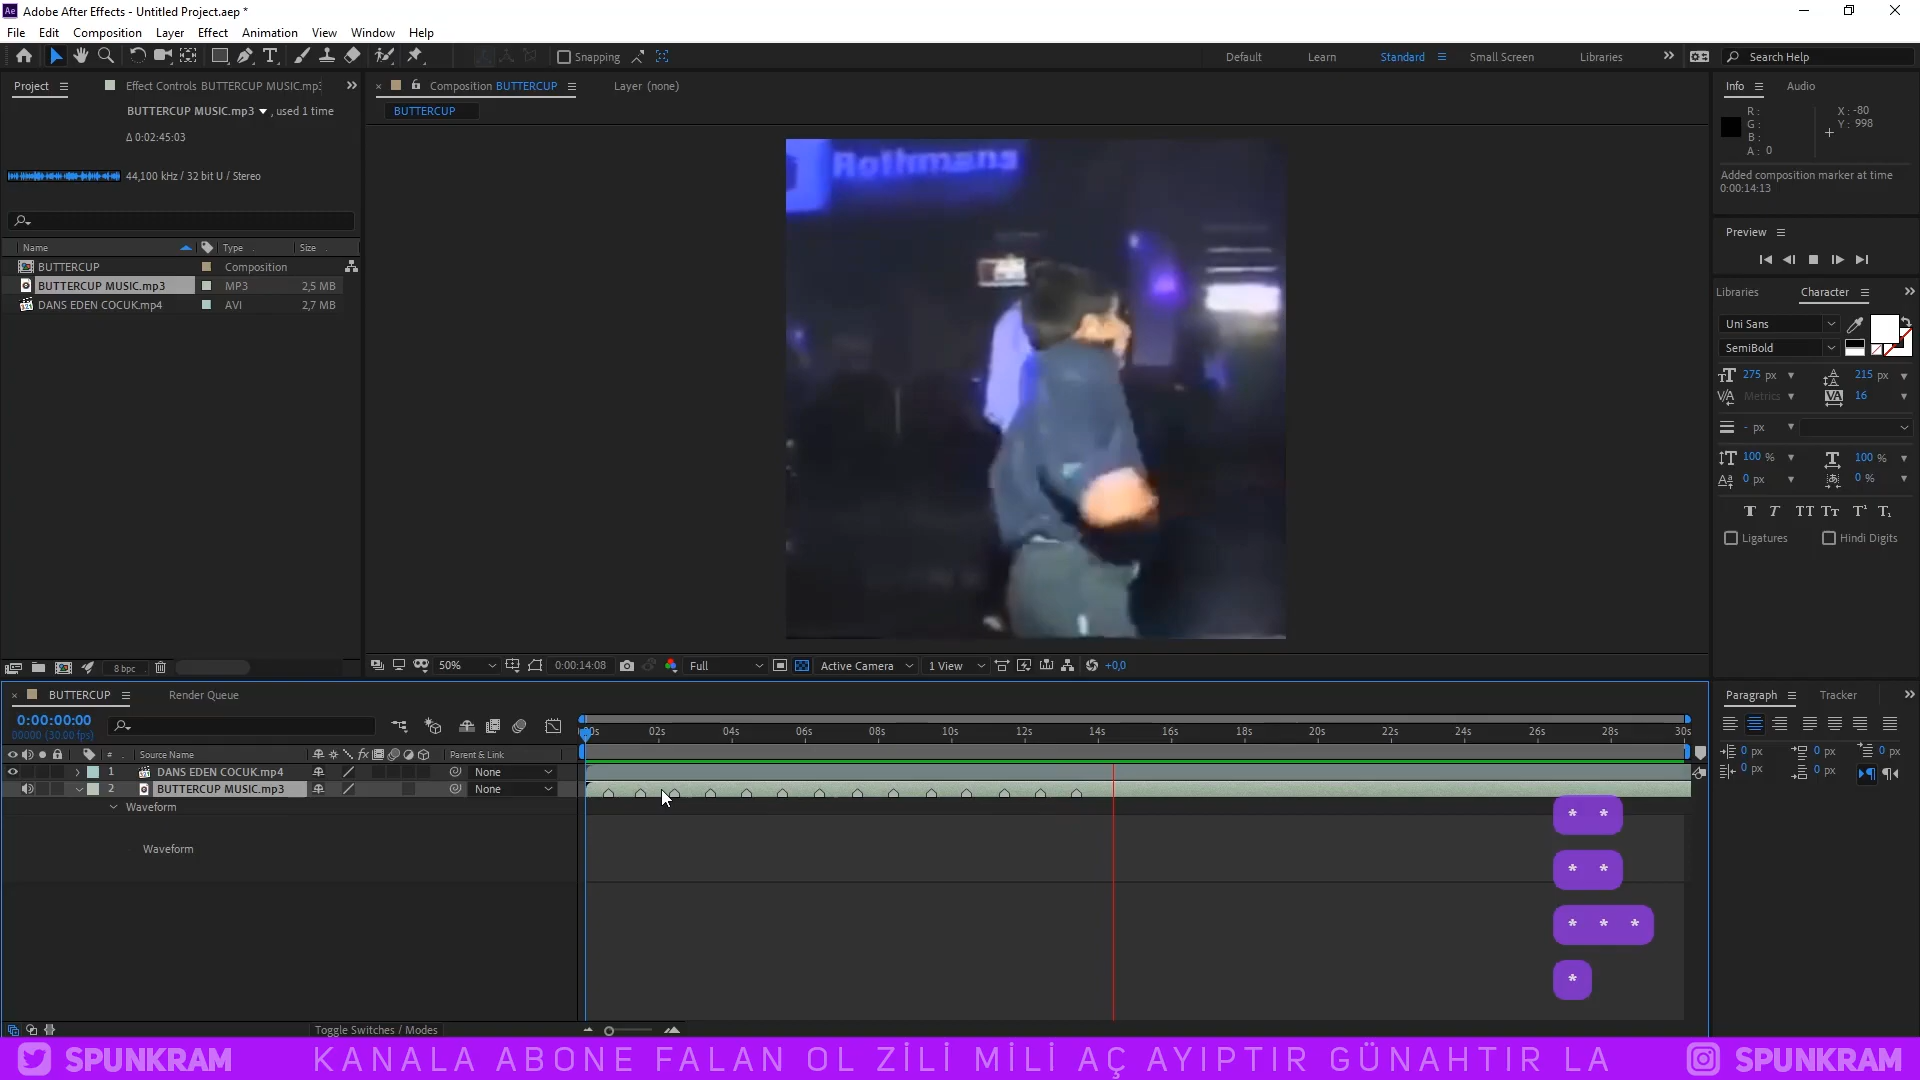 Adobe After Effects - Untitled Project.aep *
File Edit Composition Layer Effect Animation View Window Help
Snapping
Default Learn Standard Small Screen Libraries
Search Help
Project
Effect Controls BUTTERCUP MUSIC.mp3
BUTTERCUP MUSIC.mp3 , used 1 time
Δ 0:02:45:03
44,100 kHz / 32 bit U / Stereo
Name Type Size
BUTTERCUP Composition
BUTTERCUP MUSIC.mp3 MP3 2,5 MB
DANS EDEN COCUK.mp4 AVI 2,7 MB
8 bpc
Composition BUTTERCUP
Layer (none)
BUTTERCUP
Rothmans
50% 0:00:14:08 Full Active Camera 1 View +0,0
Info Audio
R :
G :
B :
A : 0
X : -80
Y : 998
Added composition marker at time
0:00:14:13
Preview
Libraries Character
Uni Sans
SemiBold
275 px 215 px
Metrics 16
- px
100 % 100 %
0 px 0 %
Ligatures Hindi Digits
Paragraph Tracker
0 px 0 px 0 px
0 px 0 px
BUTTERCUP Render Queue
0:00:00:00
00000 (30.00 fps)
02s 04s 06s 08s 10s 12s 14s 16s 18s 20s 22s 24s 26s 28s 30s
# Source Name Parent & Link
1 DANS EDEN COCUK.mp4 None
2 BUTTERCUP MUSIC.mp3 None
Waveform
Waveform
* *
* *
* * *
*
Toggle Switches / Modes
SPUNKRAM KANALA ABONE FALAN OL ZİLİ MİLİ AÇ AYIPTIR GÜNAHTIR LA SPUNKRAM